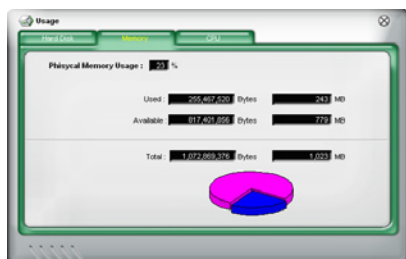 Usage
Hard Disk Memory CPU
Phisycal Memory Usage : 23 %
Used : 255,467,520 Bytes 243 MB
Available : 817,401,856 Bytes 779 MB
Total : 1,072,869,376 Bytes 1,023 MB